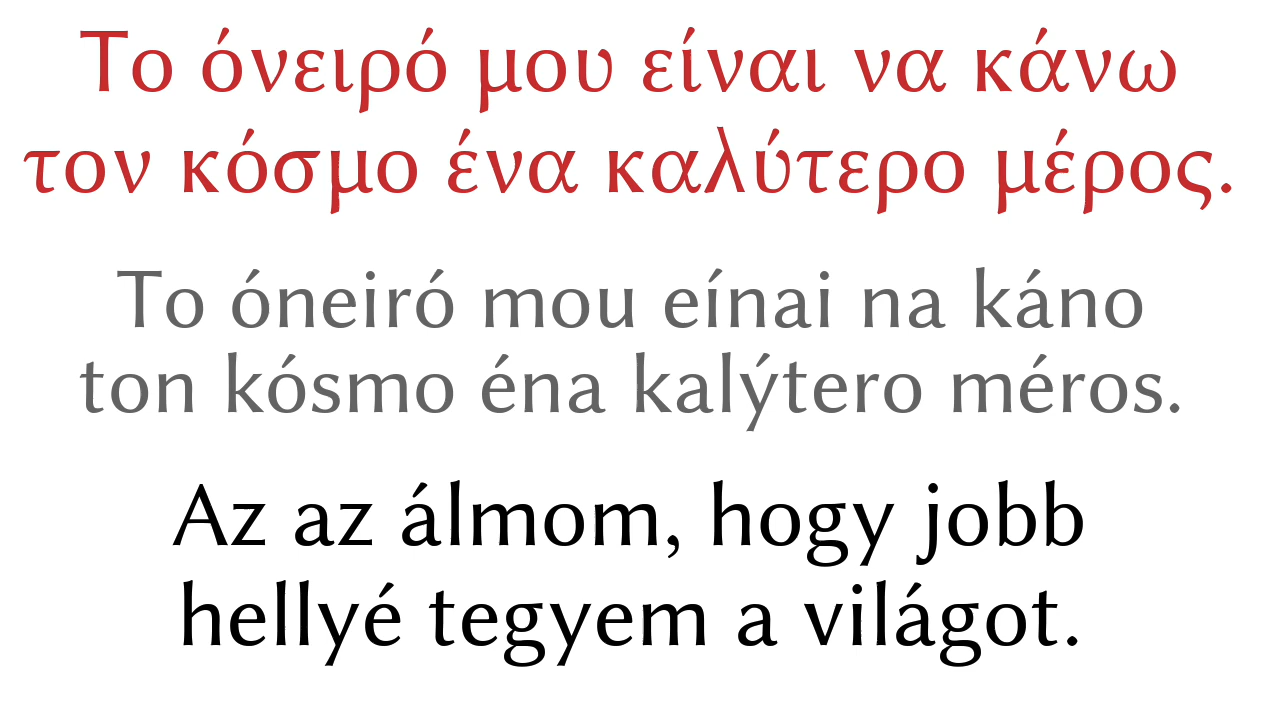 Το όνειρό μου είναι να κάνω
τον κόσμο ένα καλύτερο μέρος.
To óneiró mou eínai na káno
ton kósmo éna kalýtero méros.
Az az álmom, hogy jobb
hellyé tegyem a világot.